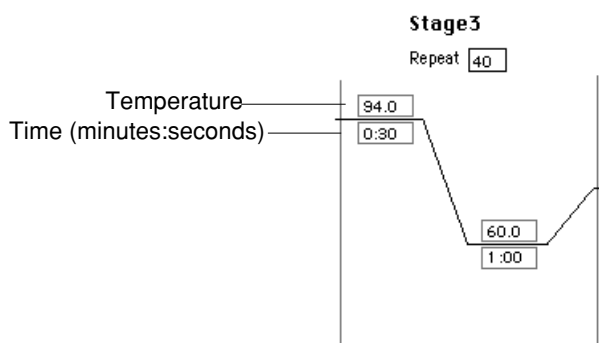 Stage3
Repeat 40
Temperature
94.0
Time (minutes:seconds)
0:30
60.0
1:00